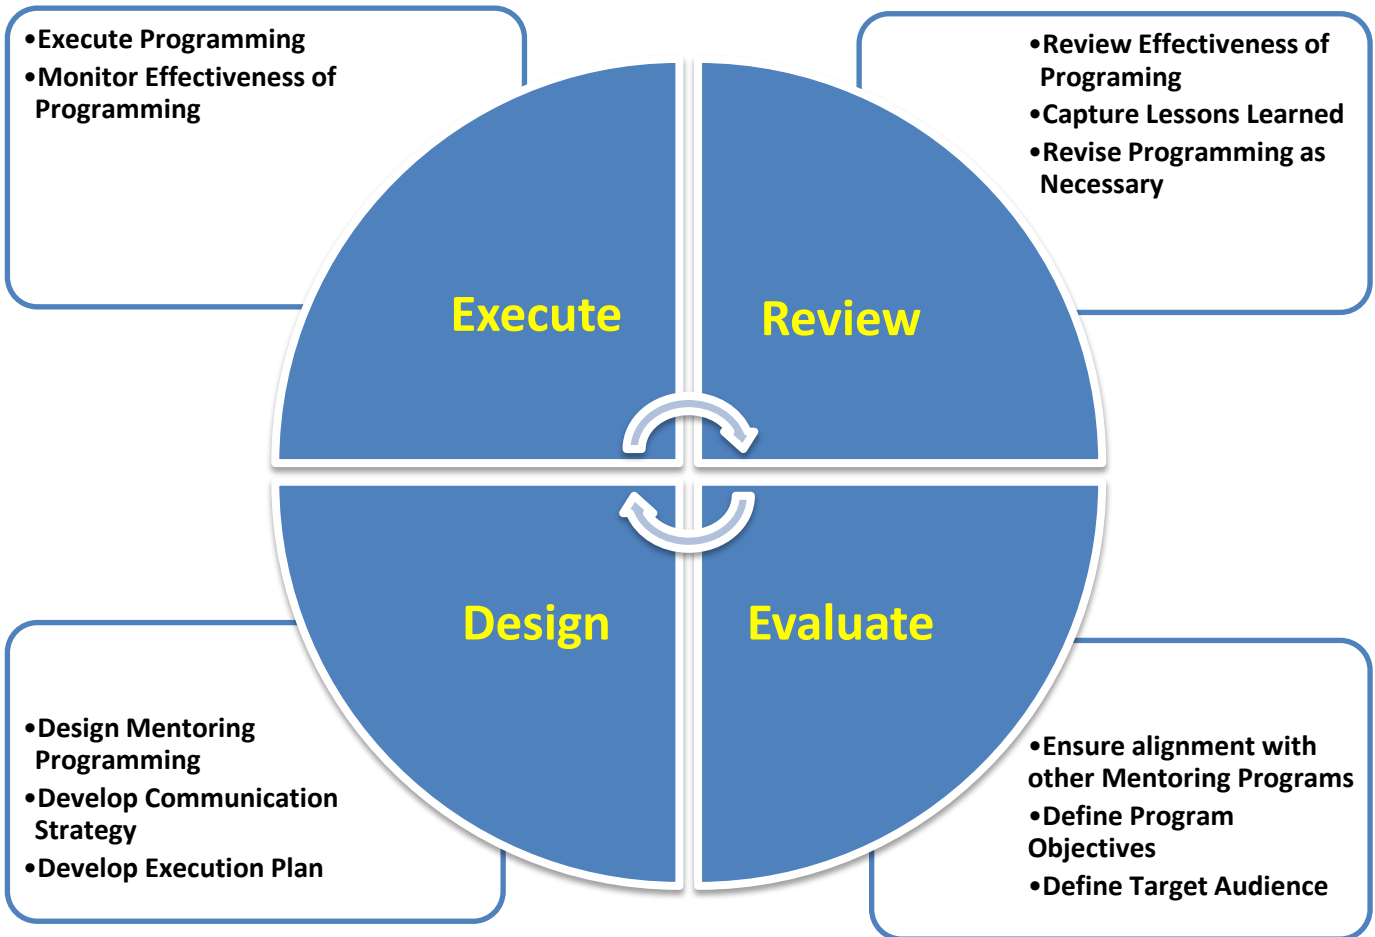 •Execute Programming
•Monitor Effectiveness of
Programming
•Review Effectiveness of
Programing
•Capture Lessons Learned
•Revise Programming as
Necessary
Execute
Review
Design
Evaluate
•Design Mentoring
Programming
•Develop Communication
Strategy
•Develop Execution Plan
•Ensure alignment with
other Mentoring Programs
•Define Program
Objectives
•Define Target Audience